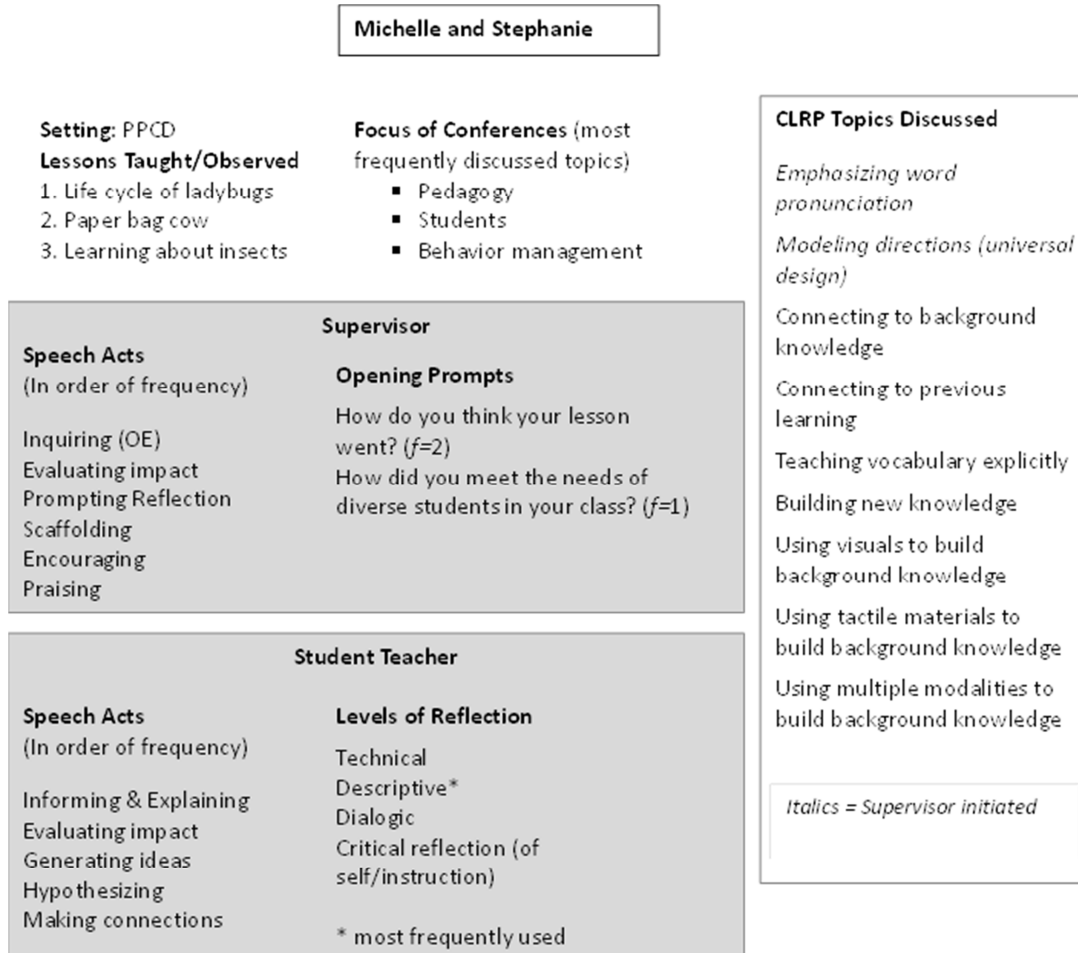 Michelle and Stephanie
Setting: PPCD
Lessons Taught/Observed
1. Life cycle of ladybugs
2. Paper bag cow
3. Learning about insects
Focus of Conferences (most
frequently discussed topics)
▪ Pedagogy
▪ Students
▪ Behavior management
Supervisor
Speech Acts
(In order of frequency)
Inquiring (OE)
Evaluating impact
Prompting Reflection
Scaffolding
Encouraging
Praising
Opening Prompts
How do you think your lesson
went? (f=2)
How did you meet the needs of
diverse students in your class? (f=1)
Student Teacher
Speech Acts
(In order of frequency)
Informing & Explaining
Evaluating impact
Generating ideas
Hypothesizing
Making connections
Levels of Reflection
Technical
Descriptive*
Dialogic
Critical reflection (of
self/instruction)
* most frequently used
CLRP Topics Discussed
Emphasizing word
pronunciation
Modeling directions (universal
design)
Connecting to background
knowledge
Connecting to previous
learning
Teaching vocabulary explicitly
Building new knowledge
Using visuals to build
background knowledge
Using tactile materials to
build background knowledge
Using multiple modalities to
build background knowledge
Italics = Supervisor initiated